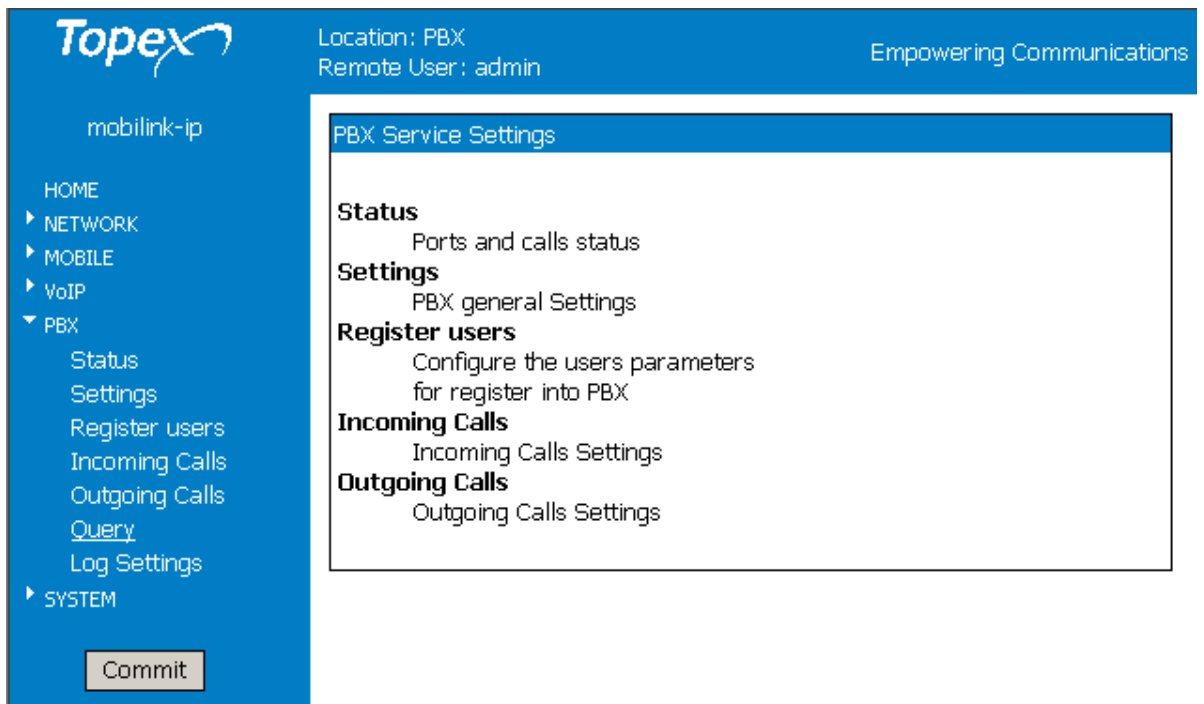 Topex
Location: PBX
Remote User: admin
Empowering Communications
mobilink-ip
HOME
NETWORK
MOBILE
VoIP
PBX
Status
Settings
Register users
Incoming Calls
Outgoing Calls
Query
Log Settings
SYSTEM
Commit
PBX Service Settings
Status
Ports and calls status
Settings
PBX general Settings
Register users
Configure the users parameters
for register into PBX
Incoming Calls
Incoming Calls Settings
Outgoing Calls
Outgoing Calls Settings